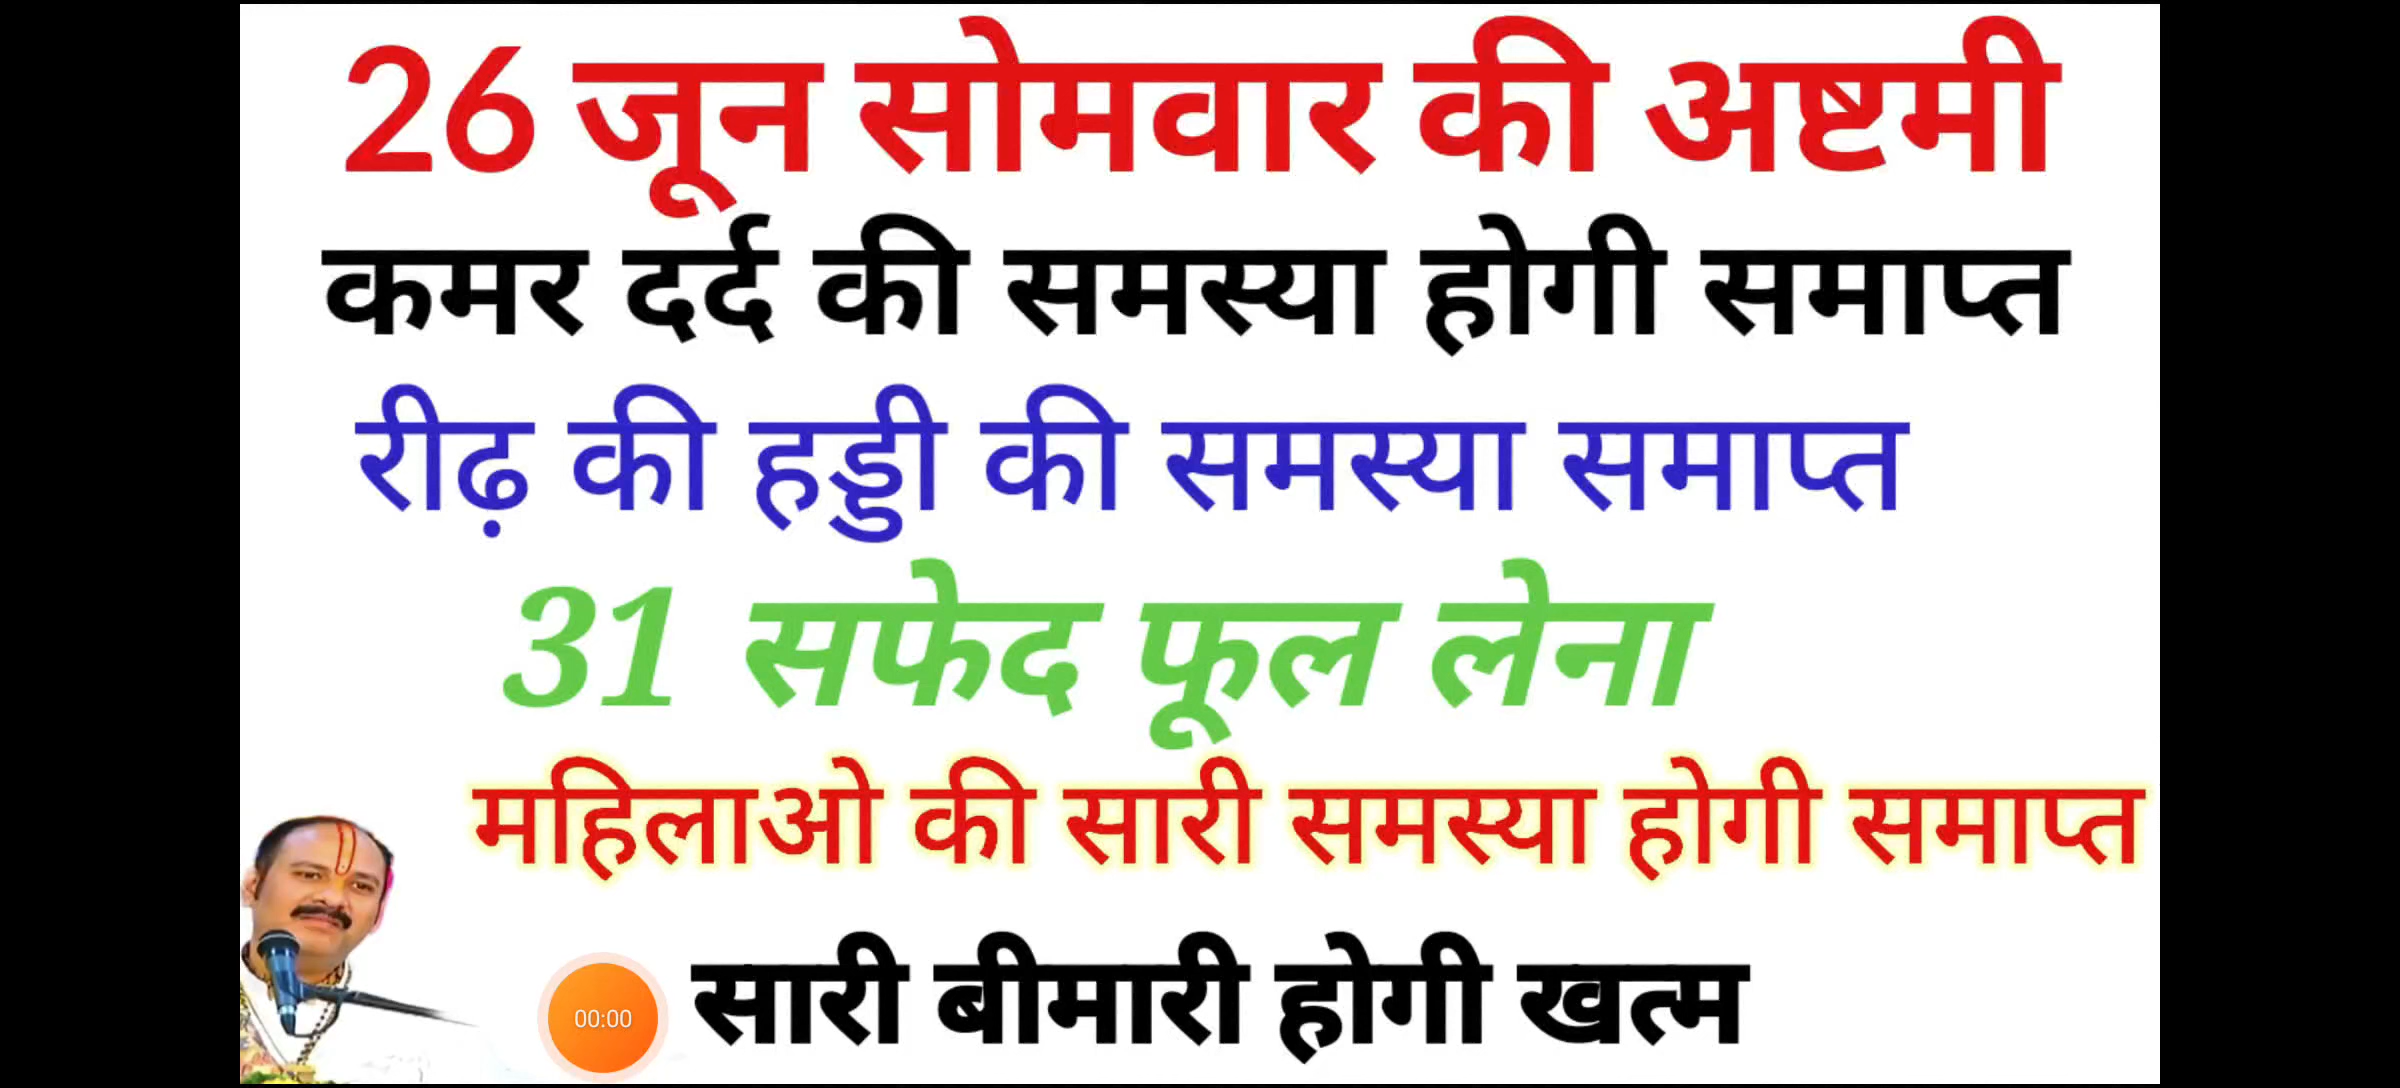 26 जून सोमवार की अष्टमी
कमर दर्द की समस्या होगी समाप्त
रीढ़ की हड्डी की समस्या समाप्त
31 सफेद फूल लेना
महिलाओ की सारी समस्या होगी समाप्त
सारी बीमारी होगी खत्म
00:00